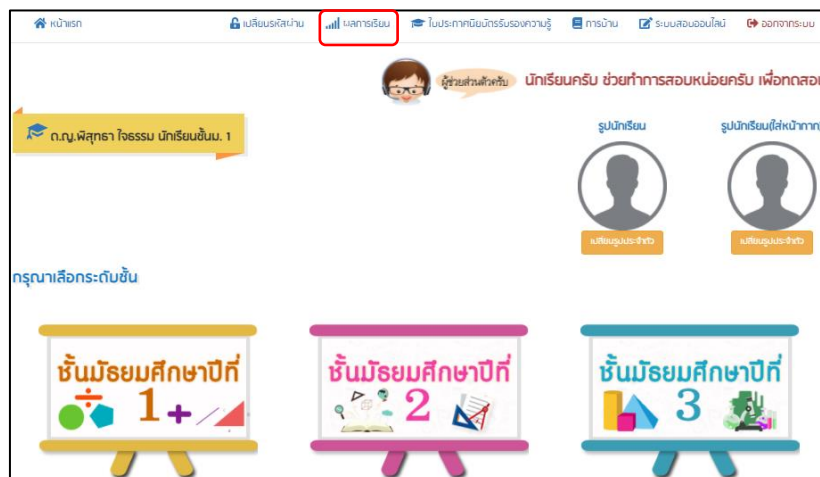 หน้าแรก
เปลี่ยนรหัสผ่าน
ผลการเรียน
ใบประกาศนียบัตรรับรองความรู้
การบ้าน
ระบบสอบออนไลน์
ออกจากระบบ
ผู้ช่วยส่วนตัวครับ
นักเรียนครับ ช่วยทำการสอบหน่อยครับ เพื่อทดสอ
ด.ญ.พิสุทธา ใจธรรม นักเรียนชั้นม. 1
รูปนักเรียน
รูปนักเรียน(ใส่หน้ากาก)
เปลี่ยนรูปประจำตัว
เปลี่ยนรูปประจำตัว
กรุณาเลือกระดับชั้น
ชั้นมัธยมศึกษาปีที่
1
ชั้นมัธยมศึกษาปีที่
2
ชั้นมัธยมศึกษาปีที่
3